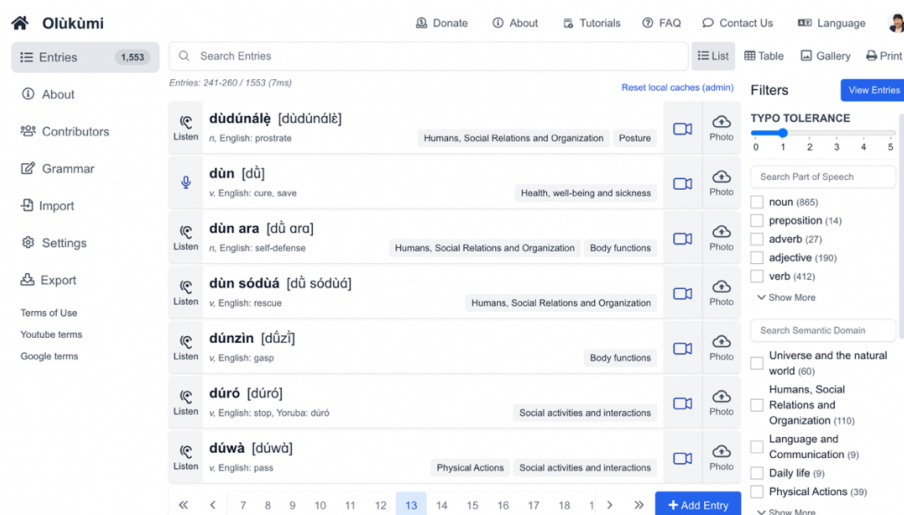 Olùkùmi
Donate
About
Tutorials
FAQ
Contact Us
Language
Entries 1,553
About
Contributors
Grammar
Import
Settings
Export
Terms of Use
Youtube terms
Google terms
Search Entries
List
Table
Gallery
Print
Entries: 241-260 / 1553 (7ms)
Reset local caches (admin)
Listen
dùdúnálẹ̀ [dùdúnálɛ̀]
n, English: prostrate
Humans, Social Relations and Organization
Posture
Photo
dùn [dṹ̀]
v, English: cure, save
Health, well-being and sickness
Photo
Listen
dùn ara [dṹ̀ ɑrɑ]
n, English: self-defense
Humans, Social Relations and Organization
Body functions
Photo
Listen
dùn sódùá [dṹ̀ sódùá]
v, English: rescue
Humans, Social Relations and Organization
Photo
Listen
dúnzìn [dṹzĩ̀]
v, English: gasp
Body functions
Photo
Listen
dúró [dúró]
v, English: stop, Yoruba: dúró
Social activities and interactions
Photo
Listen
dúwà [dúwà]
v, English: pass
Physical Actions
Social activities and interactions
Photo
« ‹ 7 8 9 10 11 12 13 14 15 16 17 18 1 › »
+ Add Entry
Filters
View Entries
TYPO TOLERANCE
0 1 2 3 4 5
Search Part of Speech
noun (865)
preposition (14)
adverb (27)
adjective (190)
verb (412)
Show More
Search Semantic Domain
Universe and the natural
world (60)
Humans, Social
Relations and
Organization (110)
Language and
Communication (9)
Daily life (9)
Physical Actions (39)
Show More